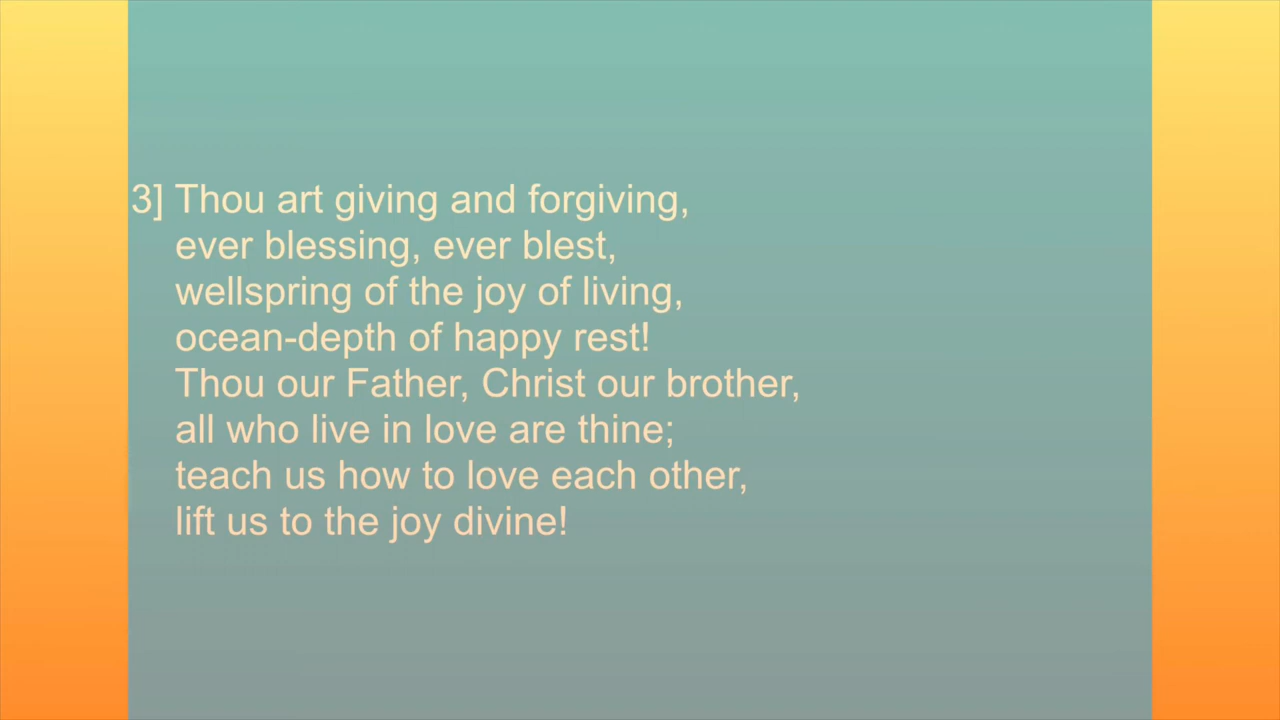 3] Thou art giving and forgiving,
ever blessing, ever blest,
wellspring of the joy of living,
ocean-depth of happy rest!
Thou our Father, Christ our brother,
all who live in love are thine;
teach us how to love each other,
lift us to the joy divine!